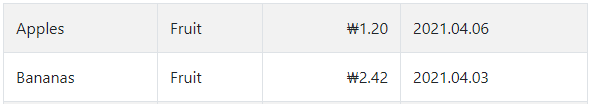 Apples Fruit ₩1.20 2021.04.06
Bananas Fruit ₩2.42 2021.04.03